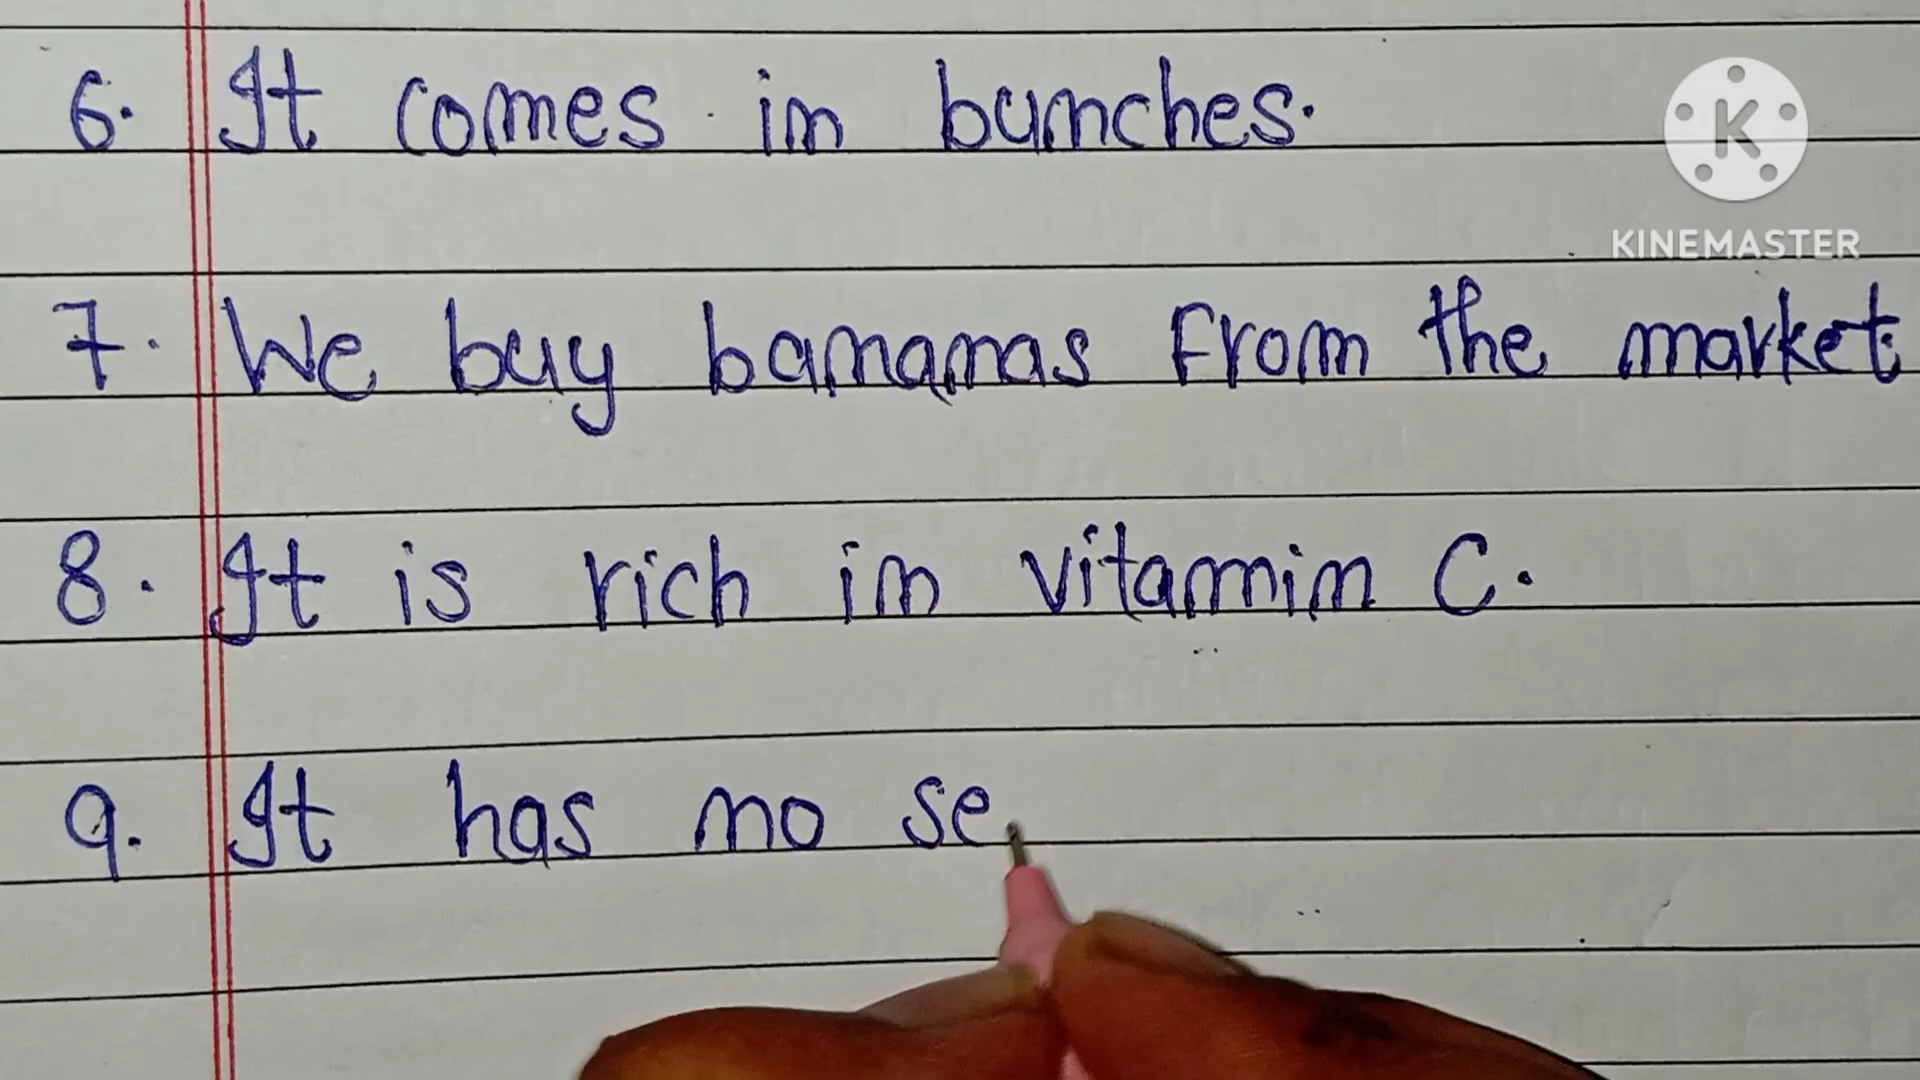 6. It comes in bunches.
KINEMASTER
7. We buy bananas from the market.
8. It is rich in vitamin C.
9. It has no se